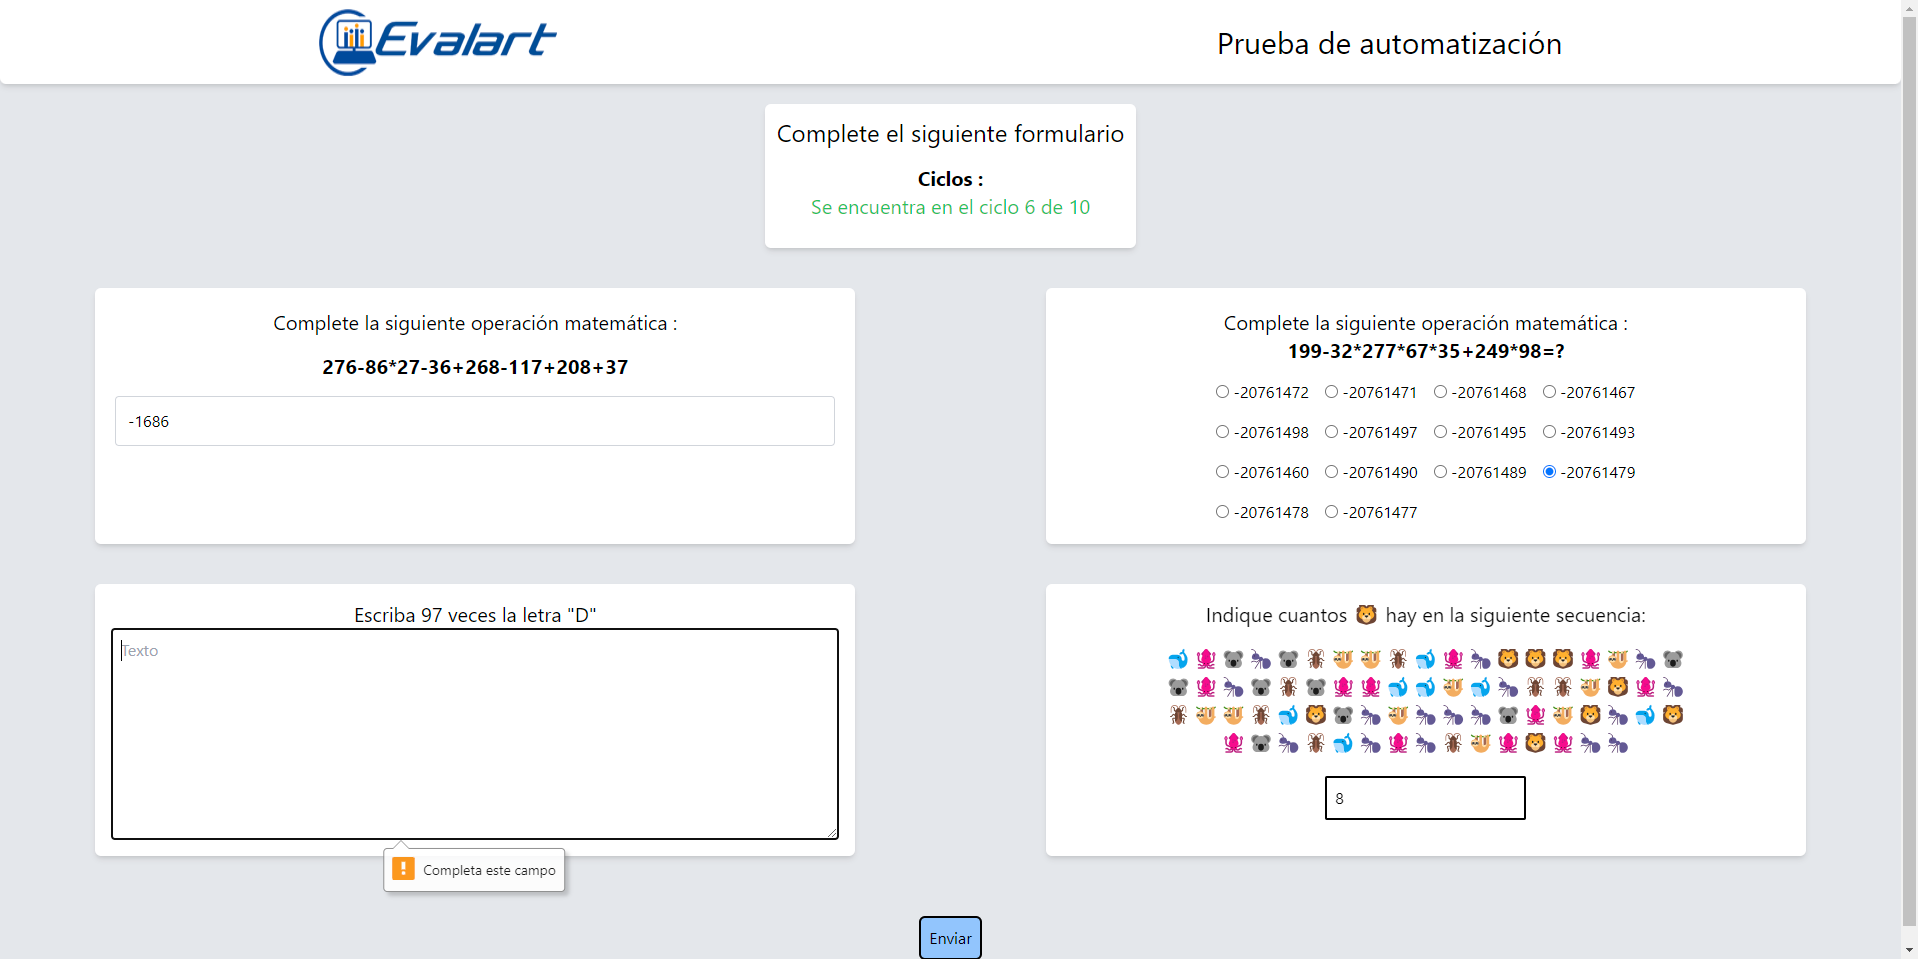 Evalart
Prueba de automatización
Complete el siguiente formulario
Ciclos :
Se encuentra en el ciclo 6 de 10
Complete la siguiente operación matemática :
276-86*27-36+268-117+208+37
-1686
Complete la siguiente operación matemática :
199-32*277*67*35+249*98=?
-20761472 -20761471 -20761468 -20761467
-20761498 -20761497 -20761495 -20761493
-20761460 -20761490 -20761489 -20761479
-20761478 -20761477
Escriba 97 veces la letra "D"
Texto
Completa este campo
Indique cuantos 🦁 hay en la siguiente secuencia:
8
Enviar